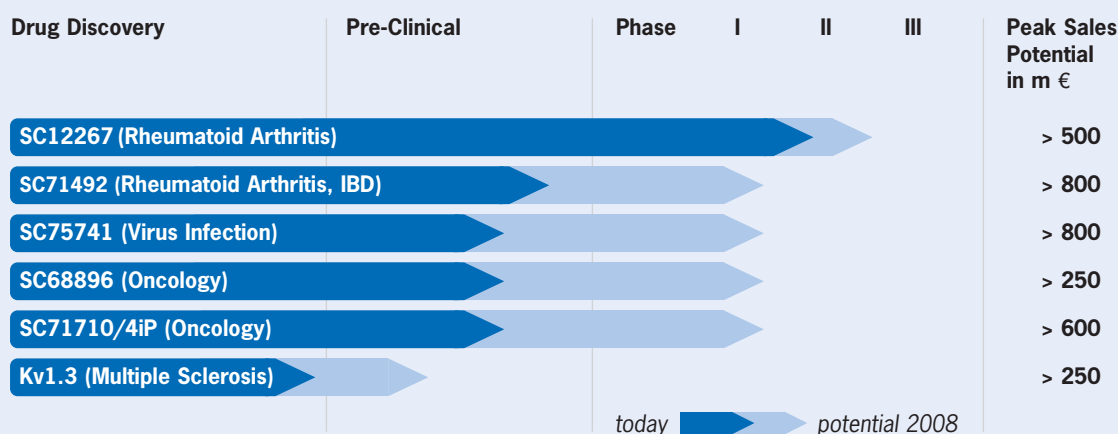 Drug Discovery Pre-Clinical Phase I II III Peak Sales
Potential
in m €
SC12267 (Rheumatoid Arthritis) > 500
SC71492 (Rheumatoid Arthritis, IBD) > 800
SC75741 (Virus Infection) > 800
SC68896 (Oncology) > 250
SC71710/4iP (Oncology) > 600
Kv1.3 (Multiple Sclerosis) > 250
today potential 2008